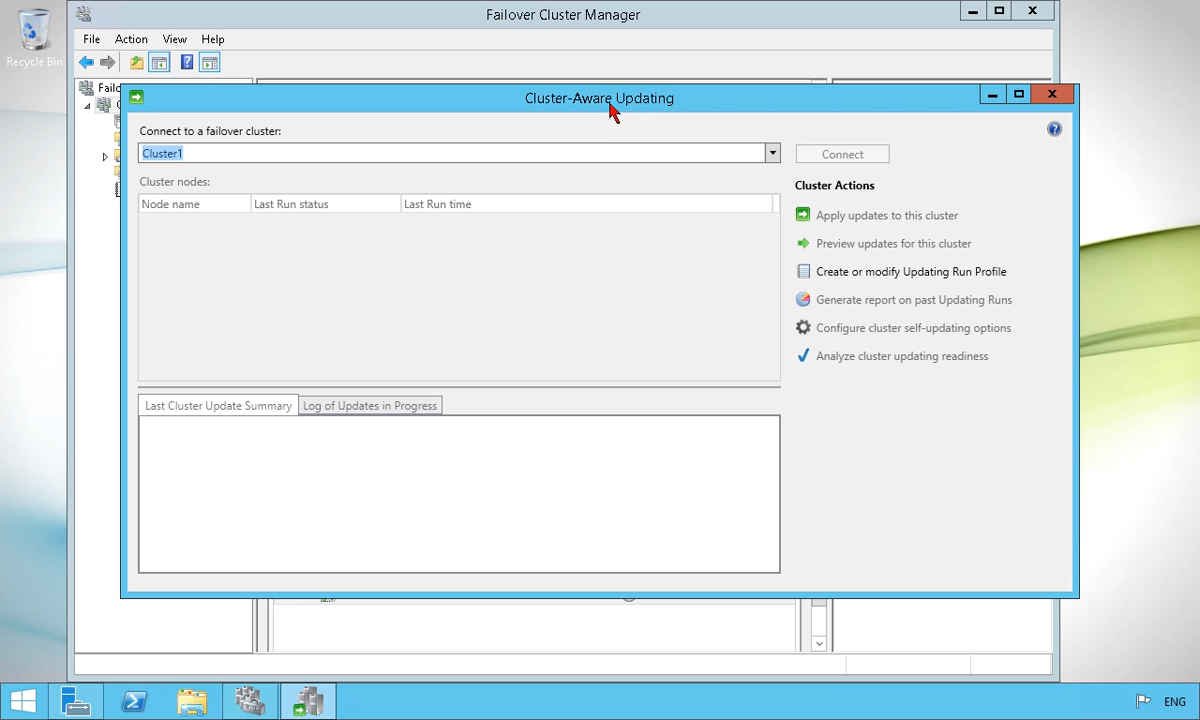 Recycle Bin
Failover Cluster Manager
File Action View Help
Failo
Cluster-Aware Updating
Connect to a failover cluster:
Cluster1
Connect
Cluster nodes:
Node name Last Run status Last Run time
Cluster Actions
Apply updates to this cluster
Preview updates for this cluster
Create or modify Updating Run Profile
Generate report on past Updating Runs
Configure cluster self-updating options
Analyze cluster updating readiness
Last Cluster Update Summary Log of Updates in Progress
ENG